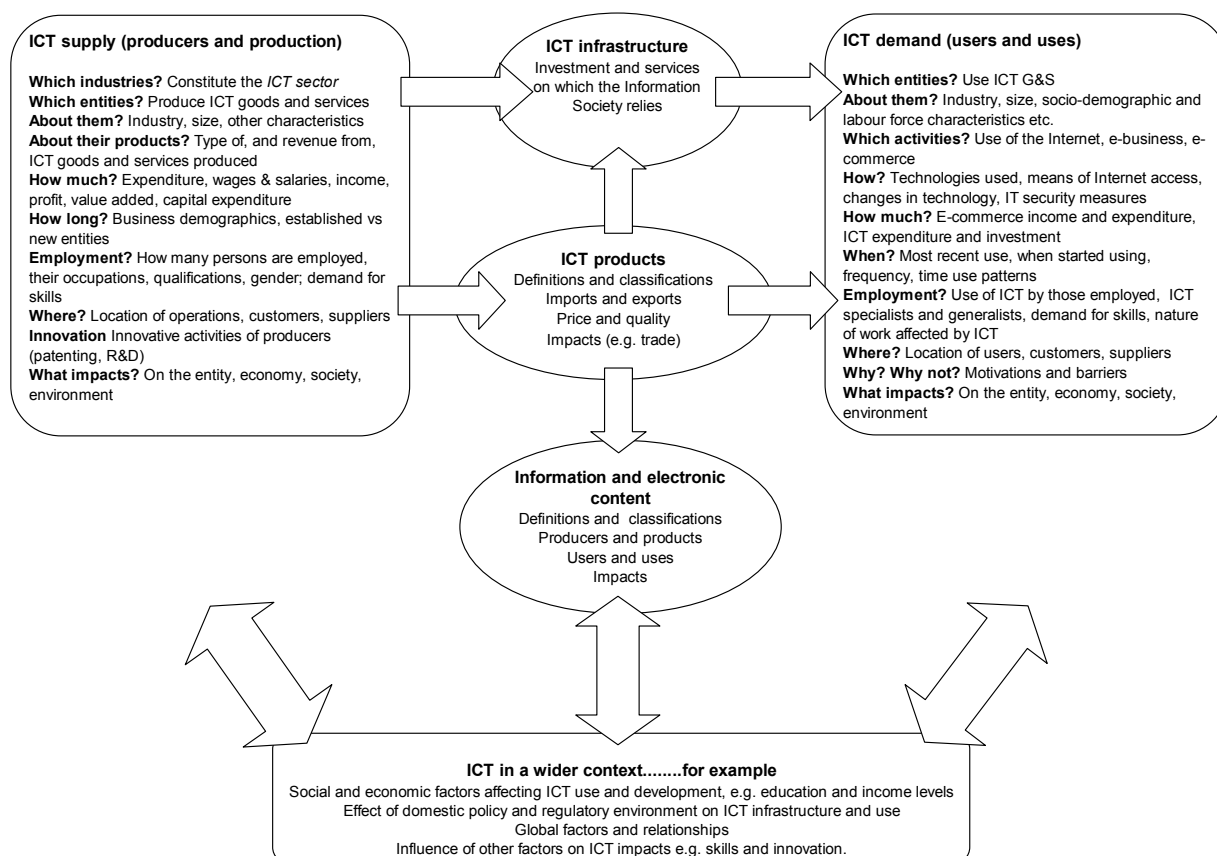 ICT supply (producers and production)
Which industries? Constitute the ICT sector
Which entities? Produce ICT goods and services
About them? Industry, size, other characteristics
About their products? Type of, and revenue from,
ICT goods and services produced
How much? Expenditure, wages & salaries, income,
profit, value added, capital expenditure
How long? Business demographics, established vs
new entities
Employment? How many persons are employed,
their occupations, qualifications, gender; demand for
skills
Where? Location of operations, customers, suppliers
Innovation Innovative activities of producers
(patenting, R&D)
What impacts? On the entity, economy, society,
environment
ICT infrastructure
Investment and services
on which the Information
Society relies
ICT products
Definitions and classifications
Imports and exports
Price and quality
Impacts (e.g. trade)
Information and electronic
content
Definitions and classifications
Producers and products
Users and uses
Impacts
ICT demand (users and uses)
Which entities? Use ICT G&S
About them? Industry, size, socio-demographic and
labour force characteristics etc.
Which activities? Use of the Internet, e-business, e-
commerce
How? Technologies used, means of Internet access,
changes in technology, IT security measures
How much? E-commerce income and expenditure,
ICT expenditure and investment
When? Most recent use, when started using,
frequency, time use patterns
Employment? Use of ICT by those employed, ICT
specialists and generalists, demand for skills, nature
of work affected by ICT
Where? Location of users, customers, suppliers
Why? Why not? Motivations and barriers
What impacts? On the entity, economy, society,
environment
ICT in a wider context........for example
Social and economic factors affecting ICT use and development, e.g. education and income levels
Effect of domestic policy and regulatory environment on ICT infrastructure and use
Global factors and relationships
Influence of other factors on ICT impacts e.g. skills and innovation.